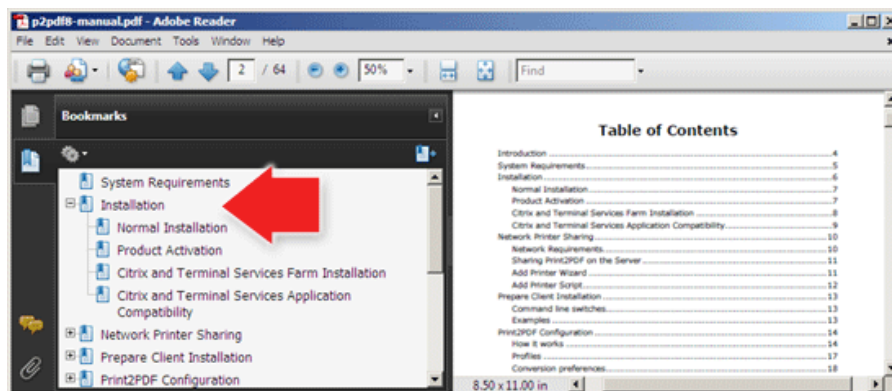 p2pdf8-manual.pdf - Adobe Reader
File Edit View Document Tools Window Help
2 / 64 50% Find
Bookmarks
System Requirements
Installation
Normal Installation
Product Activation
Citrix and Terminal Services Farm Installation
Citrix and Terminal Services Application
Compatibility
Network Printer Sharing
Prepare Client Installation
Print2PDF Configuration
Table of Contents
Introduction 4
System Requirements 5
Installation 6
Normal Installation 7
Product Activation 7
Citrix and Terminal Services Farm Installation 8
Citrix and Terminal Services Application Compatibility 9
Network Printer Sharing 10
Network Requirements 10
Sharing Print2PDF on the Server 11
Add Printer Wizard 11
Add Printer Script 12
Prepare Client Installation 13
Command line switches 13
Examples 13
Print2PDF Configuration 14
How it works 14
Profiles 17
Conversion preferences 18
8.50 x 11.00 in